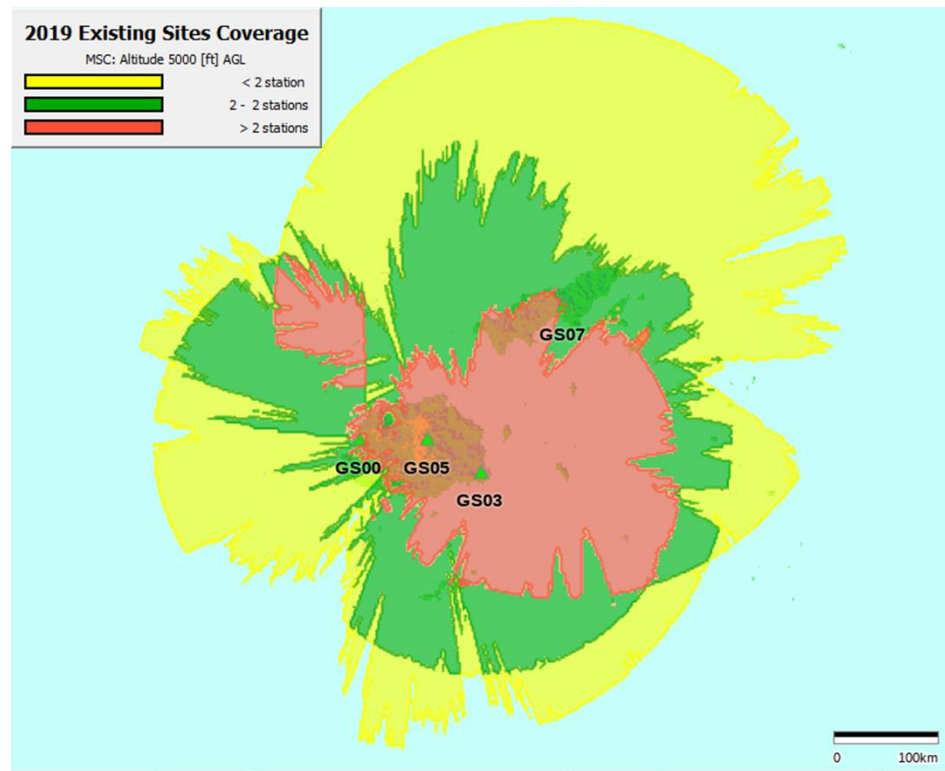 2019 Existing Sites Coverage
MSC: Altitude 5000 [ft] AGL
< 2 station
2 - 2 stations
> 2 stations
GS07
GS00
GS05
GS03
0
100km